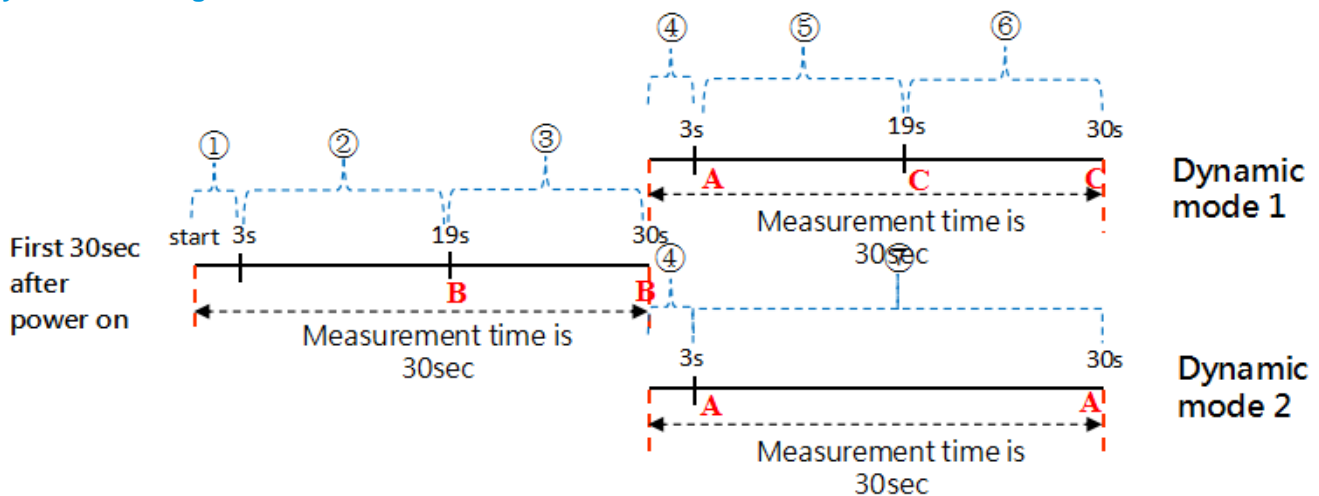 ④ ⑤ ⑥
3s 19s 30s
A C C
Measurement time is
30sec
Dynamic
mode 1
① ② ③
start 3s 19s 30s
B B
First 30sec
after
power on
Measurement time is
30sec
④ ⑦
3s 30s
A A
Measurement time is
30sec
Dynamic
mode 2